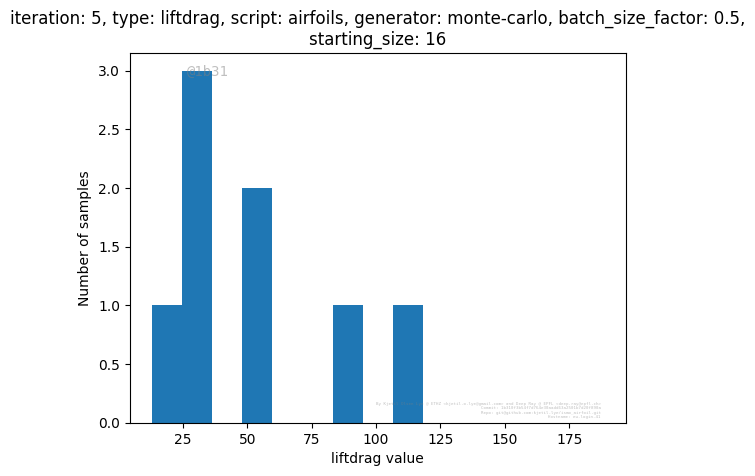 iteration: 5, type: liftdrag, script: airfoils, generator: monte-carlo, batch_size_factor: 0.5,
starting_size: 16
@1b31
3.0
2.5
2.0
1.5
1.0
0.5
0.0
Number of samples
25 50 75 100 125 150 175
liftdrag value